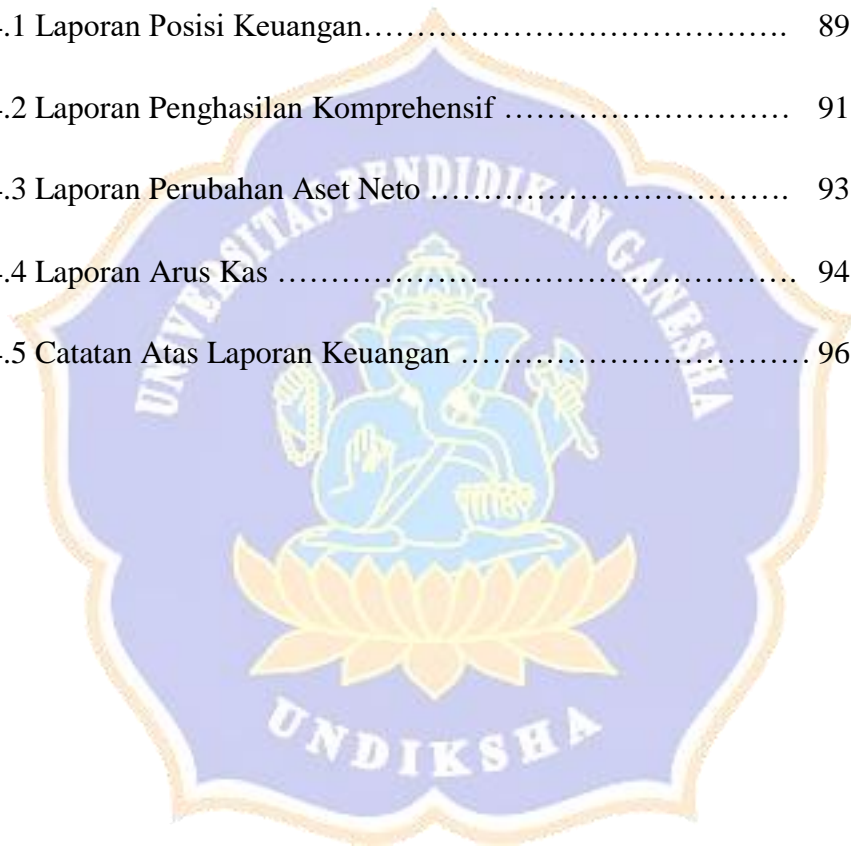 .1 Laporan Posisi Keuangan…………………………………. 89
.2 Laporan Penghasilan Komprehensif ……………………… 91
.3 Laporan Perubahan Aset Neto ……………………………. 93
.4 Laporan Arus Kas ……………………………………………. 94
.5 Catatan Atas Laporan Keuangan ……………………………. 96
UNIVERSITAS PENDIDIKAN GANESHA
UNDIKSHA